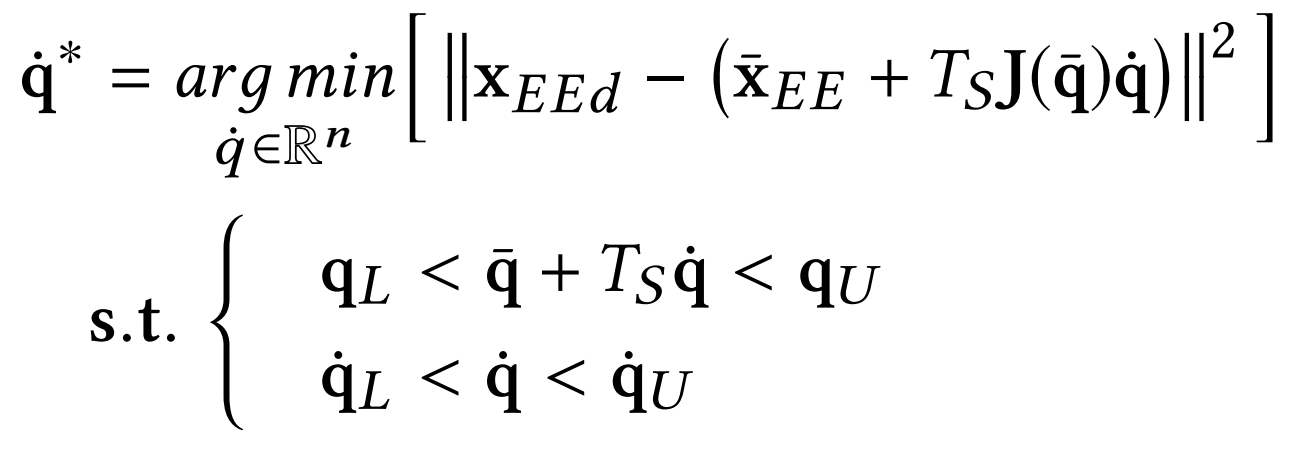 q̇* = arg min [ ‖x_{EEd} − (x̄_{EE} + T_S J(q̄)q̇)‖² ]
q̇∈ℝⁿ
q_L < q̄ + T_S q̇ < q_U
s.t. {
q̇_L < q̇ < q̇_U